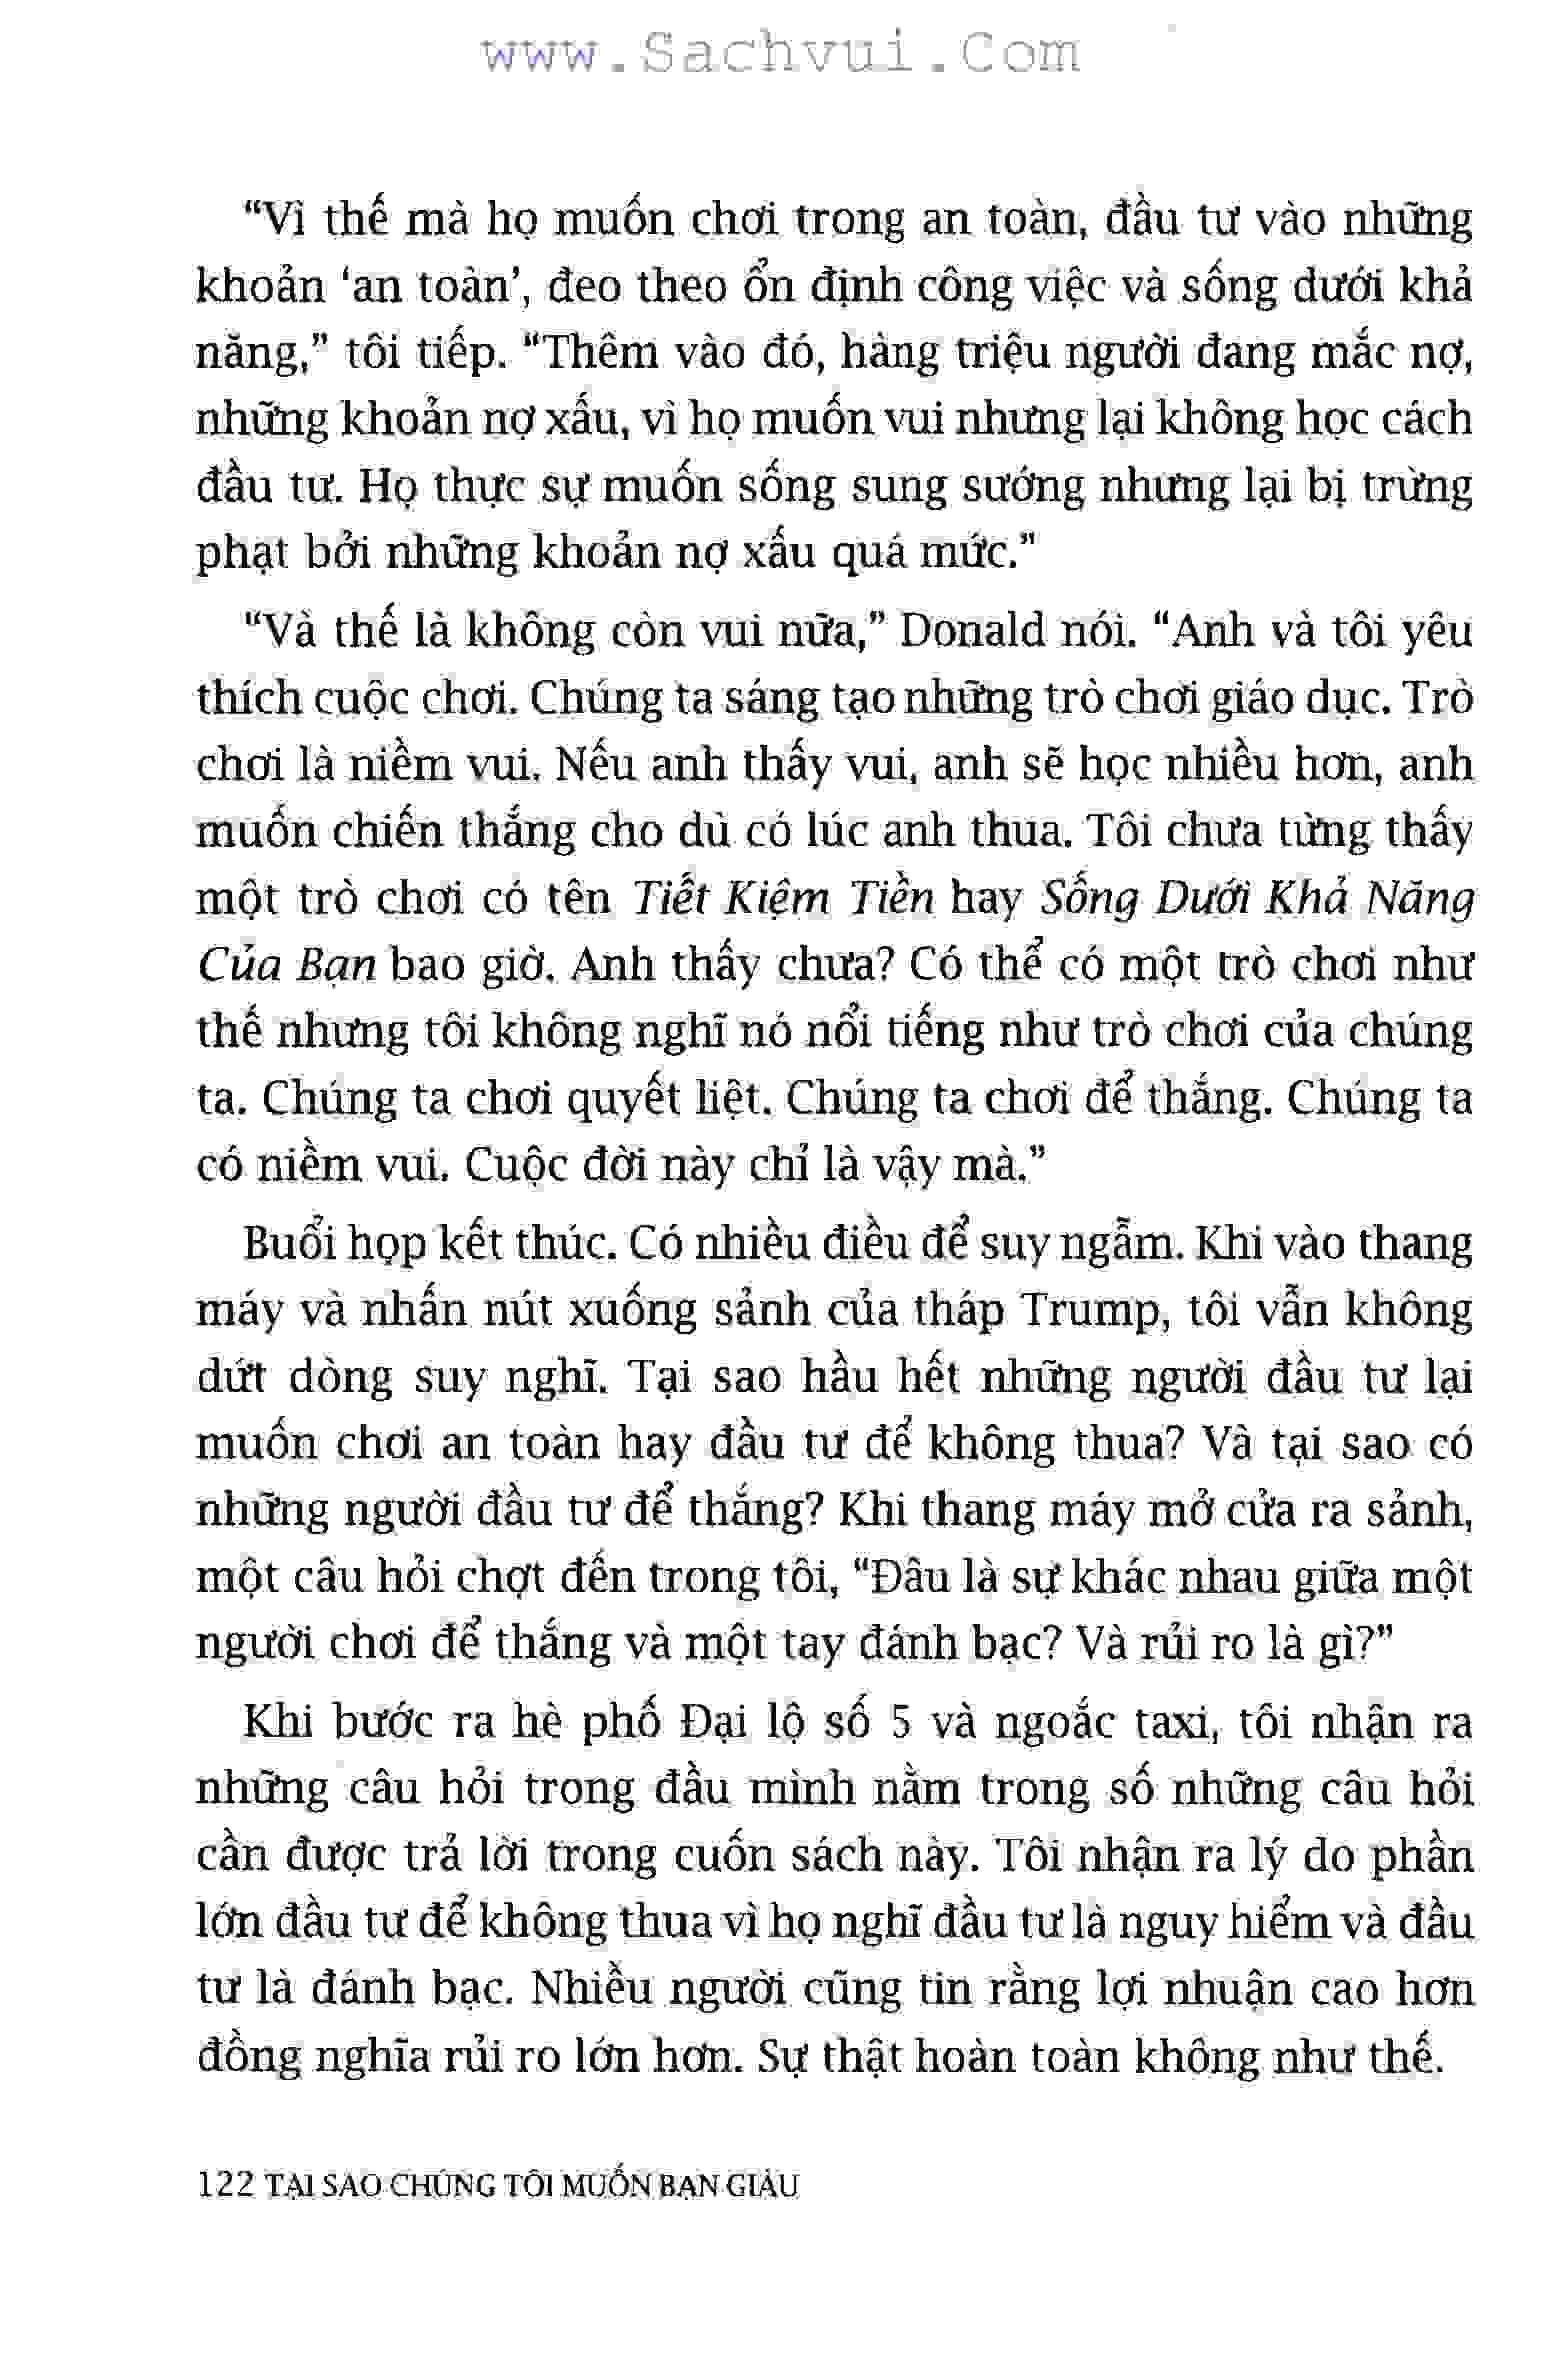 www.Sachvui.Com
“Vì thế mà họ muốn chơi trong an toàn, đầu tư vào những
khoản ‘an toàn’, đeo theo ổn định công việc và sống dưới khả
năng,” tôi tiếp. “Thêm vào đó, hàng triệu người đang mắc nợ,
những khoản nợ xấu, vì họ muốn vui nhưng lại không học cách
đầu tư. Họ thực sự muốn sống sung sướng nhưng lại bị trừng
phạt bởi những khoản nợ xấu quá mức.”
“Và thế là không còn vui nữa,” Donald nói. “Anh và tôi yêu
thích cuộc chơi. Chúng ta sáng tạo những trò chơi giáo dục. Trò
chơi là niềm vui. Nếu anh thấy vui, anh sẽ học nhiều hơn, anh
muốn chiến thắng cho dù có lúc anh thua. Tôi chưa từng thấy
một trò chơi có tên Tiết Kiệm Tiền hay Sống Dưới Khả Năng
Của Bạn bao giờ. Anh thấy chưa? Có thể có một trò chơi như
thế nhưng tôi không nghĩ nó nổi tiếng như trò chơi của chúng
ta. Chúng ta chơi quyết liệt. Chúng ta chơi để thắng. Chúng ta
có niềm vui. Cuộc đời này chỉ là vậy mà.”
Buổi họp kết thúc. Có nhiều điều để suy ngẫm. Khi vào thang
máy và nhấn nút xuống sảnh của tháp Trump, tôi vẫn không
dứt dòng suy nghĩ. Tại sao hầu hết những người đầu tư lại
muốn chơi an toàn hay đầu tư để không thua? Và tại sao có
những người đầu tư để thắng? Khi thang máy mở cửa ra sảnh,
một câu hỏi chợt đến trong tôi, “Đâu là sự khác nhau giữa một
người chơi để thắng và một tay đánh bạc? Và rủi ro là gì?”
Khi bước ra hè phố Đại lộ số 5 và ngoắc taxi, tôi nhận ra
những câu hỏi trong đầu mình nằm trong số những câu hỏi
cần được trả lời trong cuốn sách này. Tôi nhận ra lý do phần
lớn đầu tư để không thua vì họ nghĩ đầu tư là nguy hiểm và đầu
tư là đánh bạc. Nhiều người cũng tin rằng lợi nhuận cao hơn
đồng nghĩa rủi ro lớn hơn. Sự thật hoàn toàn không như thế.
122 TẠI SAO CHÚNG TÔI MUỐN BẠN GIÀU